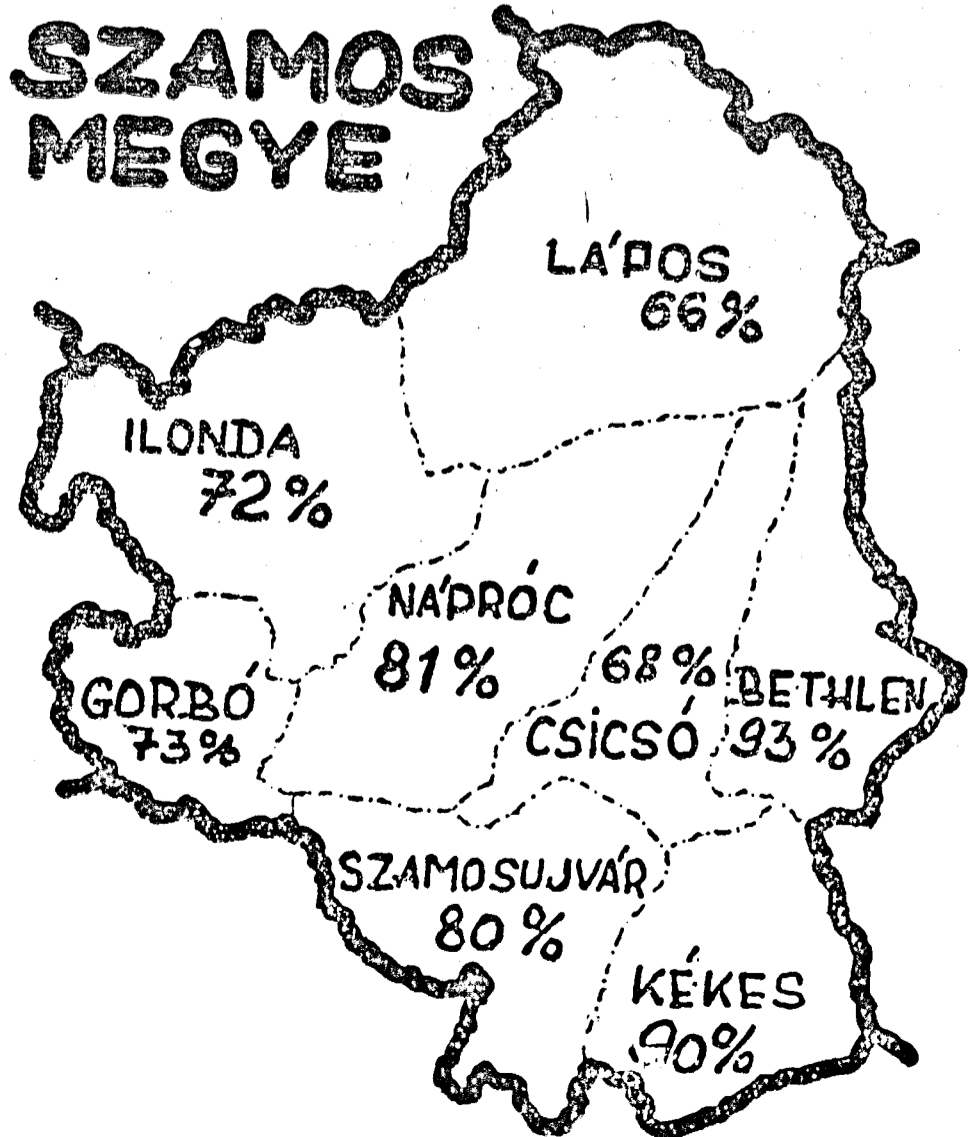 SZAMOS
MEGYE
LÁPOS
66%
ILONDA
72%
NÁPRÓC
81%
68%
CSICSÓ
BETHLEN
93%
GORBÓ
73%
SZAMOSUJVÁR
80%
KÉKES
90%